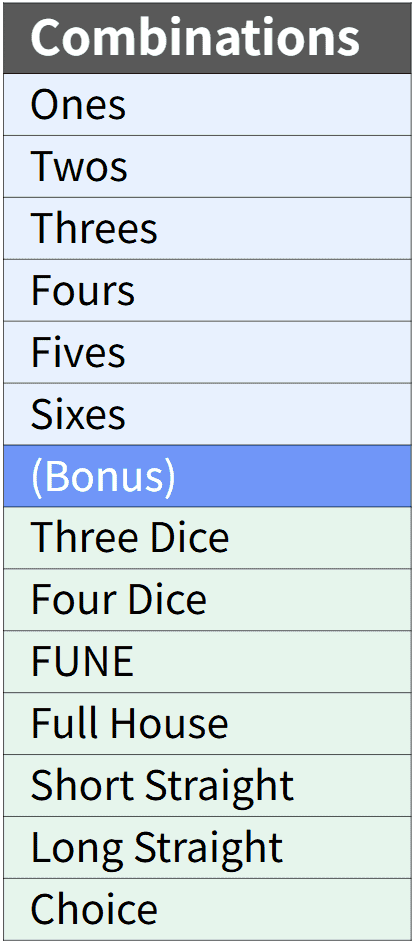 Combinations
Ones
Twos
Threes
Fours
Fives
Sixes
(Bonus)
Three Dice
Four Dice
FUNE
Full House
Short Straight
Long Straight
Choice